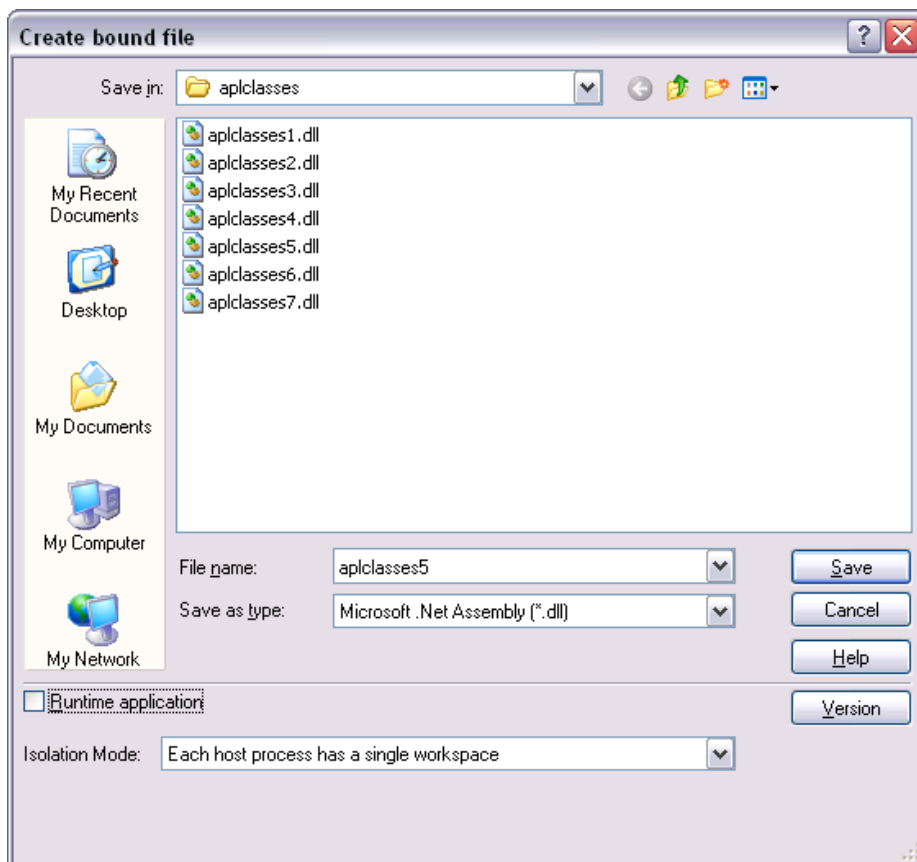 Create bound file
Save in:
aplclasses
aplclasses1.dll
aplclasses2.dll
aplclasses3.dll
aplclasses4.dll
aplclasses5.dll
aplclasses6.dll
aplclasses7.dll
My Recent
Documents
Desktop
My Documents
My Computer
My Network
File name:
aplclasses5
Save
Save as type:
Microsoft .Net Assembly (*.dll)
Cancel
Help
Runtime application
Version
Isolation Mode:
Each host process has a single workspace